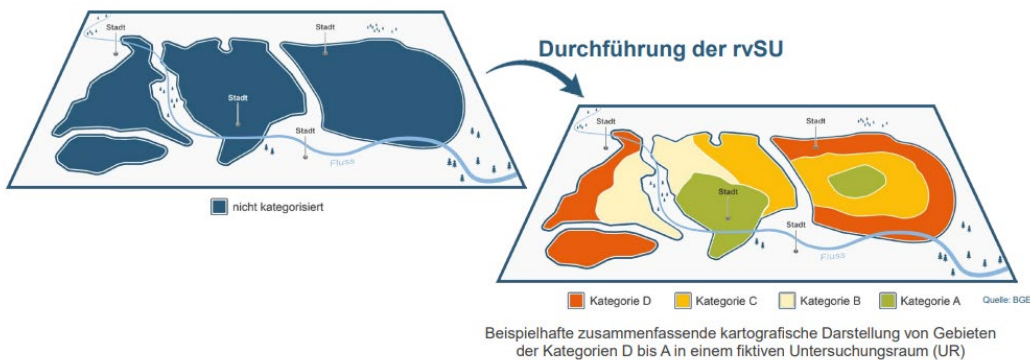 Stadt
Stadt
Stadt
Stadt
Fluss
nicht kategorisiert
Durchführung der rvSU
Stadt
Stadt
Stadt
Stadt
Fluss
Kategorie D Kategorie C Kategorie B Kategorie A Quelle: BGE
Beispielhafte zusammenfassende kartografische Darstellung von Gebieten
der Kategorien D bis A in einem fiktiven Untersuchungsraum (UR)